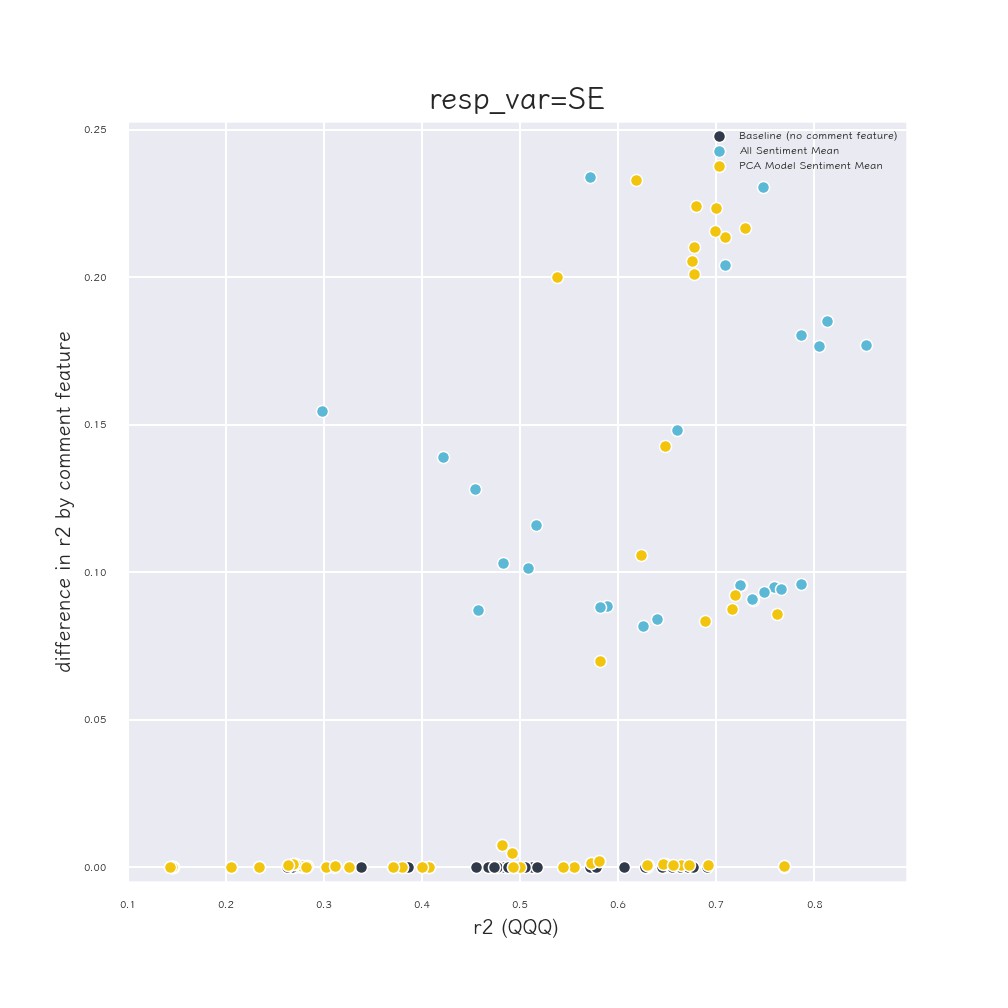 resp_var=SE
Baseline (no comment feature)
All Sentiment Mean
PCA Model Sentiment Mean
difference in r2 by comment feature
0.25
0.20
0.15
0.10
0.05
0.00
0.1 0.2 0.3 0.4 0.5 0.6 0.7 0.8
r2 (QQQ)